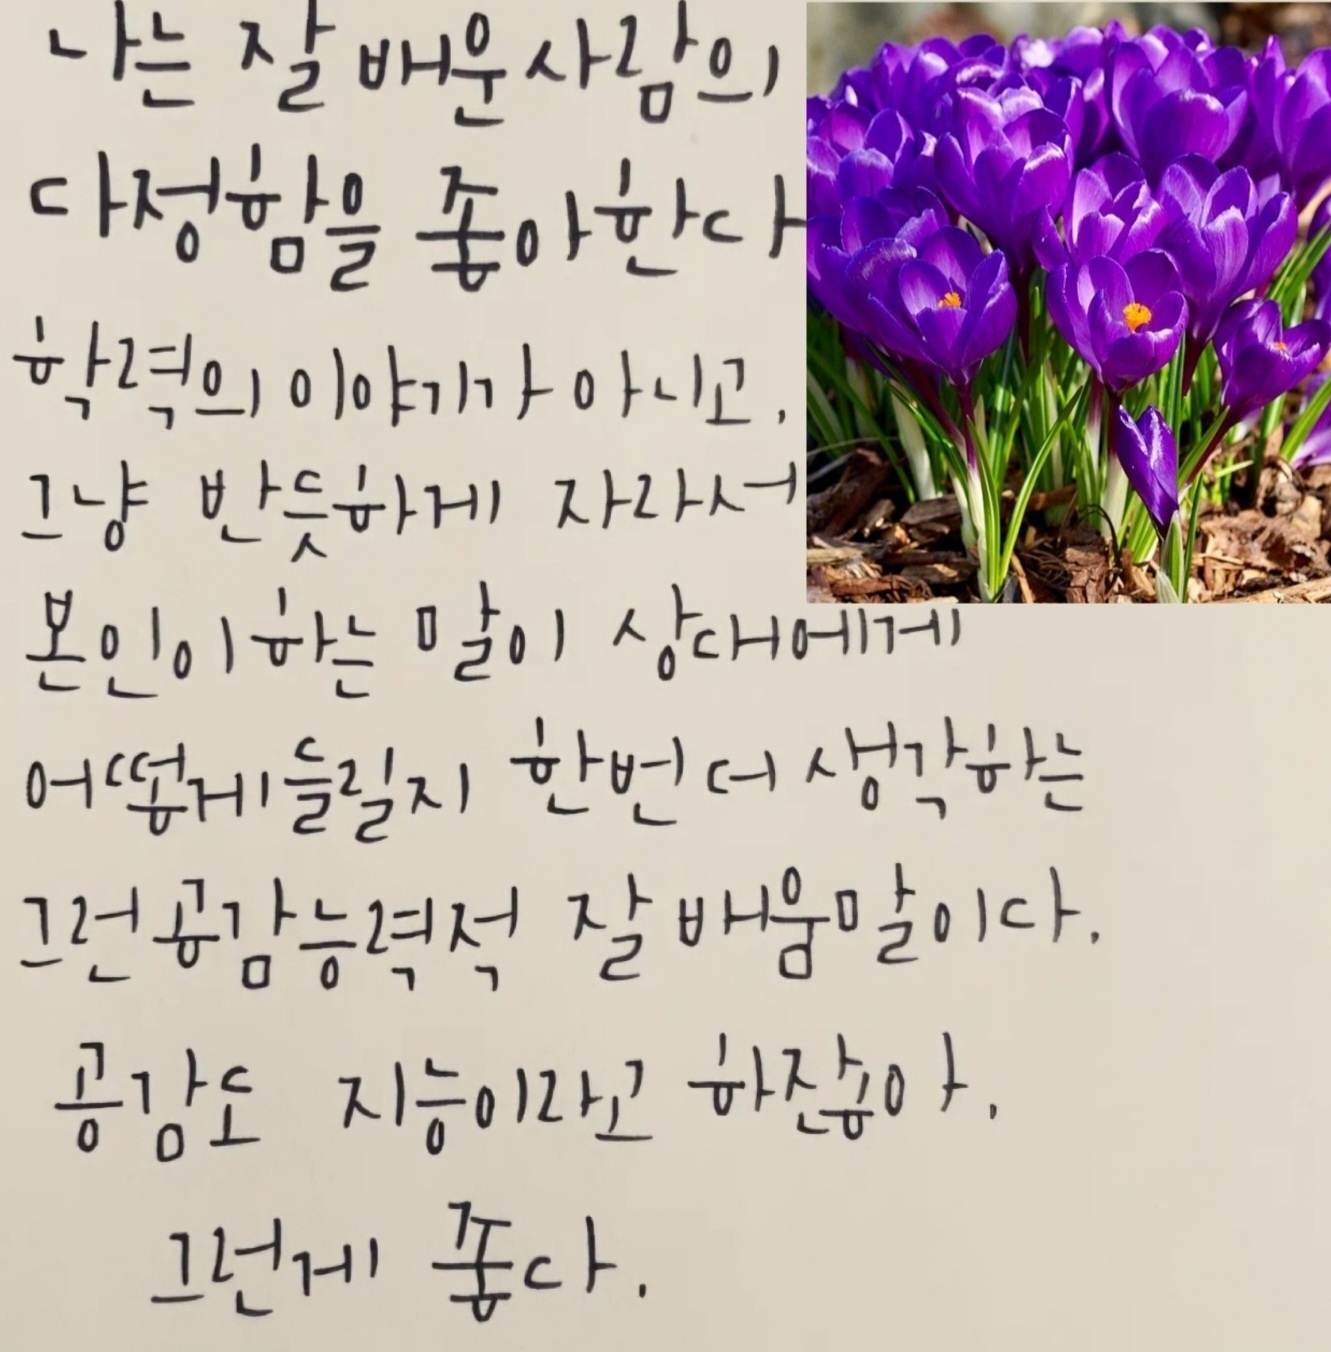 나는 잘 배운 사람의
다정함을 좋아한다
학력의 이야기가 아니고,
그냥 반듯하게 자라서
본인이 하는 말이 상대에게
어떻게 들릴지 한번 더 생각하는
그런 공감능력적 잘 배움 말이다.
공감도 지능이라고 하잖아.
그런게 좋다.